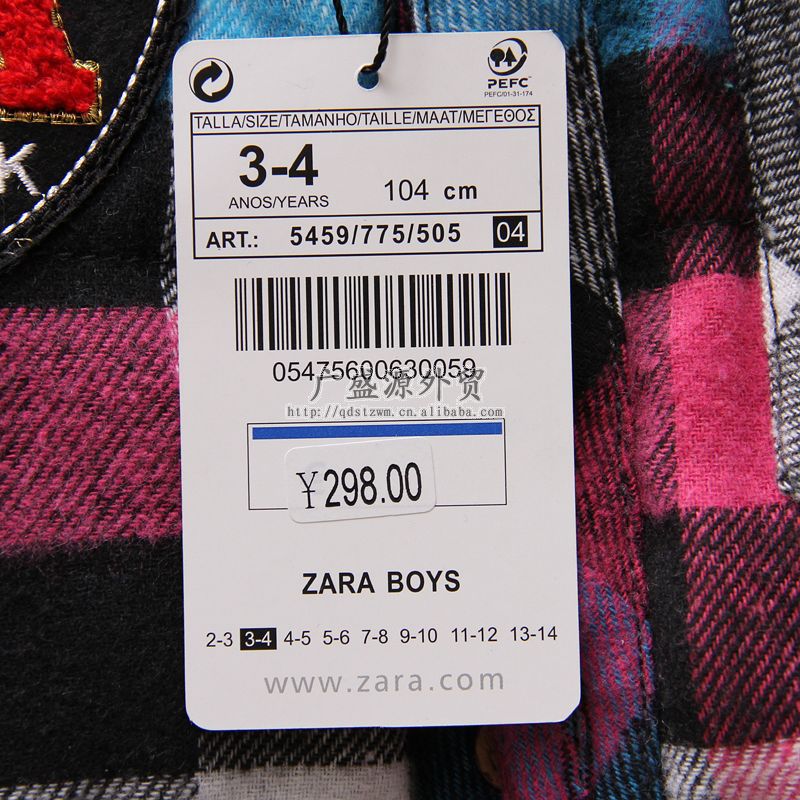 K
PEFC™
PEFC/01-31-174
TALLA/SIZE/TAMANHO/TAILLE/MAAT/ΜΕΓΕΘΟΣ
3-4
ANOS/YEARS
104 cm
ART.: 5459/775/505 04
05475600630059
广盛源外贸
http://qdstzwm.cn.alibaba.com
¥298.00
ZARA BOYS
2-3 3-4 4-5 5-6 7-8 9-10 11-12 13-14
www.zara.com